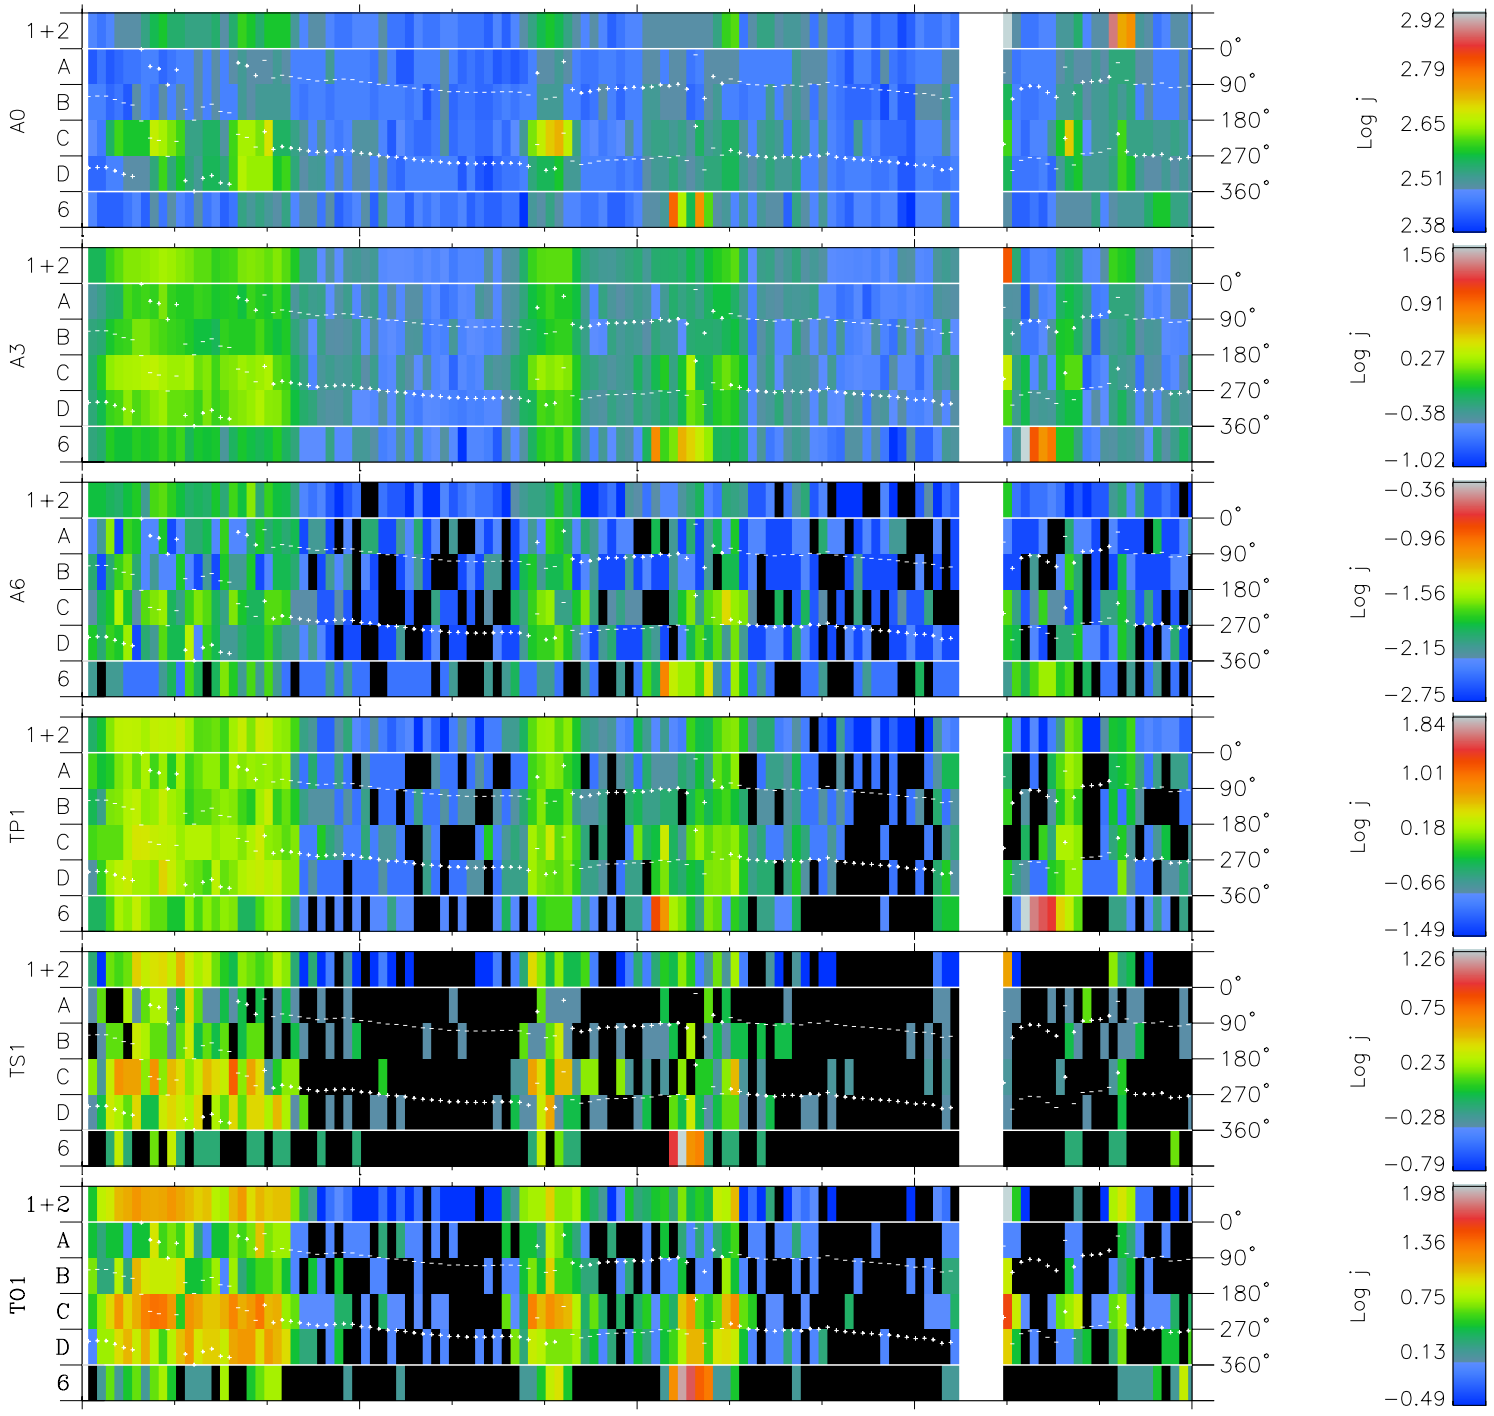 A0
1+2
A
B
C
D
6
0°
90°
180°
270°
360°
Log j
2.92
2.79
2.65
2.51
2.38
A3
1+2
A
B
C
D
6
0°
90°
180°
270°
360°
Log j
1.56
0.91
0.27
−0.38
−1.02
A6
1+2
A
B
C
D
6
0°
90°
180°
270°
360°
Log j
−0.36
−0.96
−1.56
−2.15
−2.75
TP1
1+2
A
B
C
D
6
0°
90°
180°
270°
360°
Log j
1.84
1.01
0.18
−0.66
−1.49
TS1
1+2
A
B
C
D
6
0°
90°
180°
270°
360°
Log j
1.26
0.75
0.23
−0.28
−0.79
TO1
1+2
A
B
C
D
6
0°
90°
180°
270°
360°
Log j
1.98
1.36
0.75
0.13
−0.49